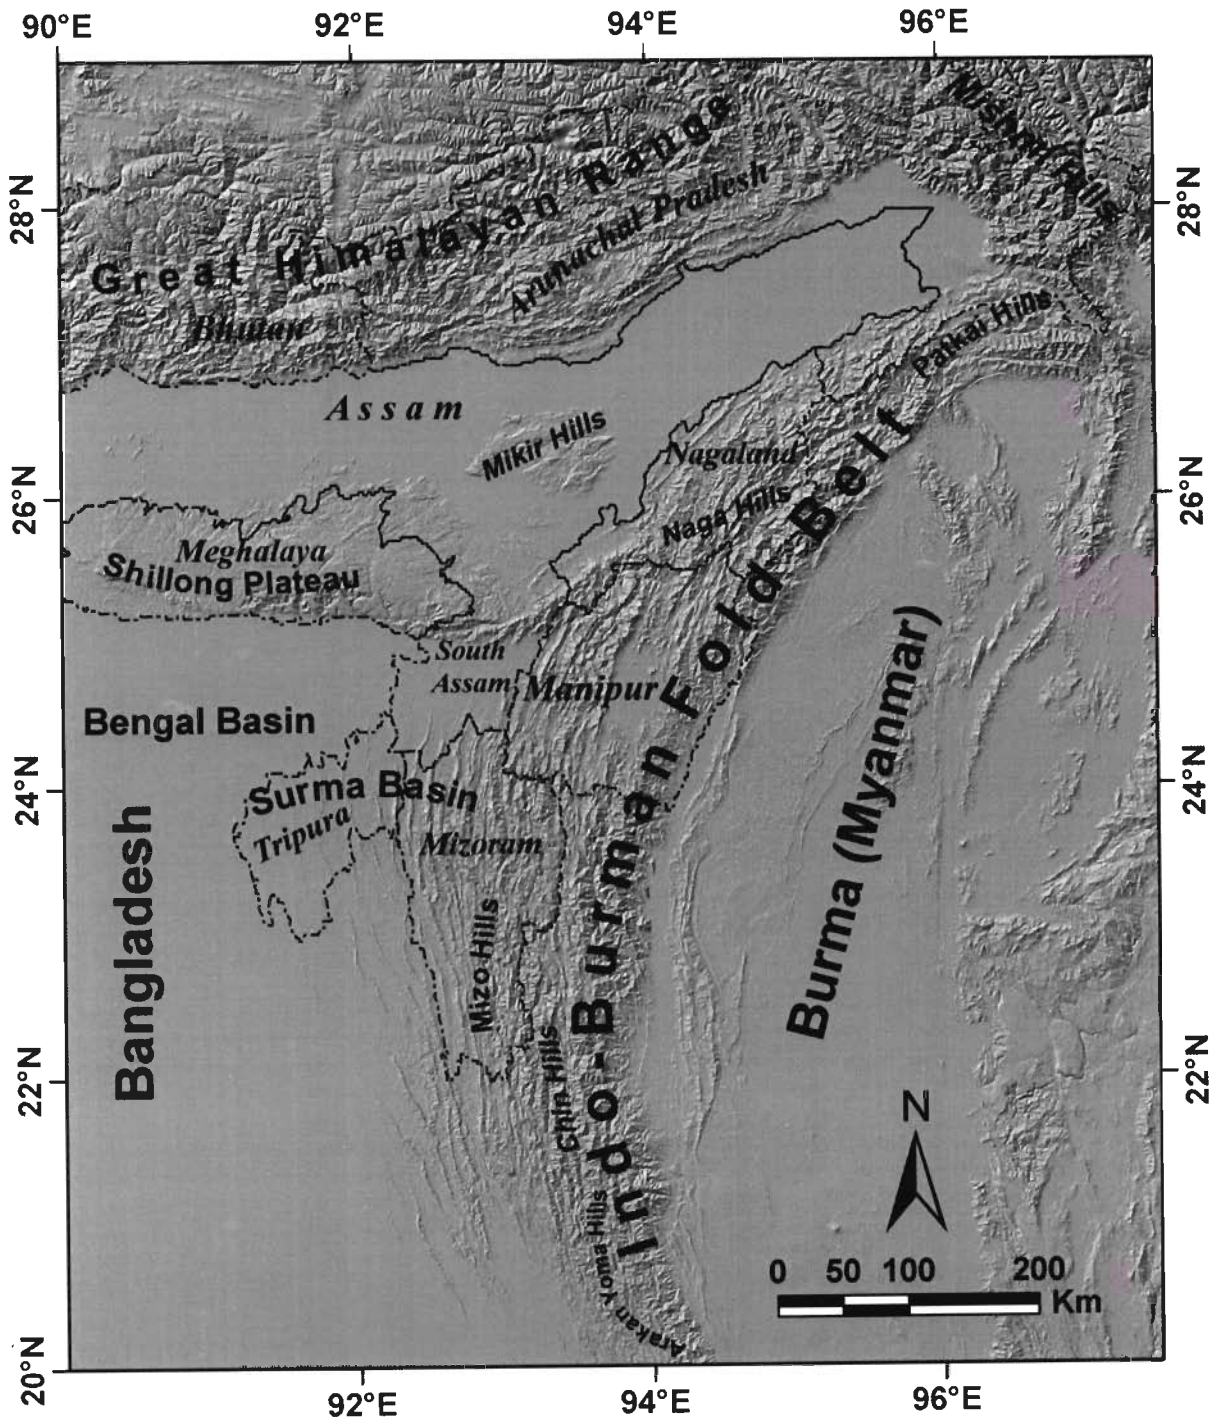 90°E 92°E 94°E 96°E
Mishmi Hills
Great Himalayan Range
28°N 28°N
Arunachal Pradesh
Bhutan
Patkai Hills
Assam
Mikir Hills
Nagaland
26°N 26°N
Naga Hills
Meghalaya
Shillong Plateau
Indo-Burman Fold Belt
South
Assam
Manipur
Bengal Basin
Burma (Myanmar)
24°N 24°N
Surma Basin
Tripura
Mizoram
Bangladesh
Mizo Hills
Chin Hills
22°N 22°N
N
Arakan Yoma Hills
0 50 100 200
Km
20°N
92°E 94°E 96°E